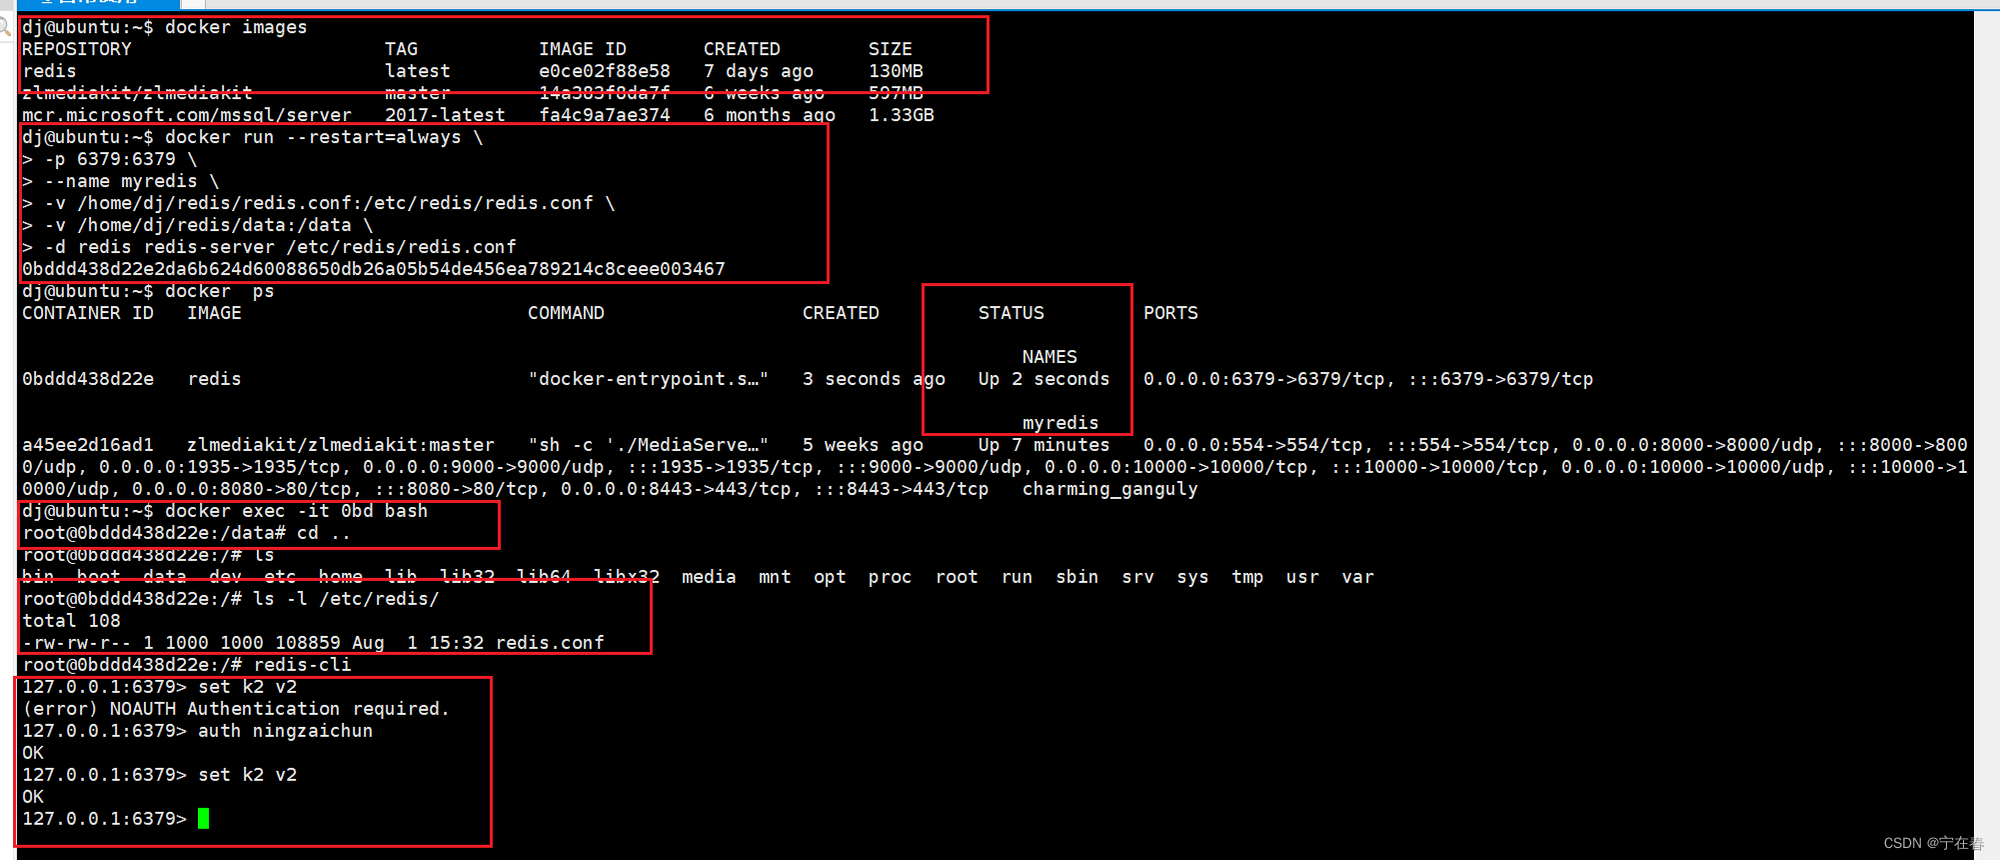 dj@ubuntu:~$ docker images
REPOSITORY TAG IMAGE ID CREATED SIZE
redis latest e0ce02f88e58 7 days ago 130MB
zlmediakit/zlmediakit master 14a383f8da7f 6 weeks ago 597MB
mcr.microsoft.com/mssql/server 2017-latest fa4c9a7ae374 6 months ago 1.33GB
dj@ubuntu:~$ docker run --restart=always \
> -p 6379:6379 \
> --name myredis \
> -v /home/dj/redis/redis.conf:/etc/redis/redis.conf \
> -v /home/dj/redis/data:/data \
> -d redis redis-server /etc/redis/redis.conf
0bddd438d22e2da6b624d60088650db26a05b54de456ea789214c8ceee003467
dj@ubuntu:~$ docker  ps
CONTAINER ID IMAGE COMMAND CREATED STATUS PORTS
NAMES
0bddd438d22e redis "docker-entrypoint.s…" 3 seconds ago Up 2 seconds 0.0.0.0:6379->6379/tcp, :::6379->6379/tcp
myredis
a45ee2d16ad1 zlmediakit/zlmediakit:master "sh -c './MediaServe…" 5 weeks ago Up 7 minutes 0.0.0.0:554->554/tcp, :::554->554/tcp, 0.0.0.0:8000->8000/udp, :::8000->800
0/udp, 0.0.0.0:1935->1935/tcp, 0.0.0.0:9000->9000/udp, :::1935->1935/tcp, :::9000->9000/udp, 0.0.0.0:10000->10000/tcp, :::10000->10000/tcp, 0.0.0.0:10000->10000/udp, :::10000->1
0000/udp, 0.0.0.0:8080->80/tcp, :::8080->80/tcp, 0.0.0.0:8443->443/tcp, :::8443->443/tcp charming_ganguly
dj@ubuntu:~$ docker exec -it 0bd bash
root@0bddd438d22e:/data# cd ..
root@0bddd438d22e:/# ls
bin boot data dev etc home lib lib32 lib64 libx32 media mnt opt proc root run sbin srv sys tmp usr var
root@0bddd438d22e:/# ls -l /etc/redis/
total 108
-rw-rw-r-- 1 1000 1000 108859 Aug  1 15:32 redis.conf
root@0bddd438d22e:/# redis-cli
127.0.0.1:6379> set k2 v2
(error) NOAUTH Authentication required.
127.0.0.1:6379> auth ningzaichun
OK
127.0.0.1:6379> set k2 v2
OK
127.0.0.1:6379>
CSDN @宁在春